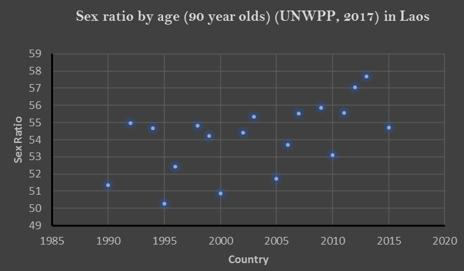 Sex ratio by age (90 year olds) (UNWPP, 2017) in Laos
59
58
57
56
55
54
53
52
51
50
49
Sex Ratio
1985 1990 1995 2000 2005 2010 2015 2020
Country